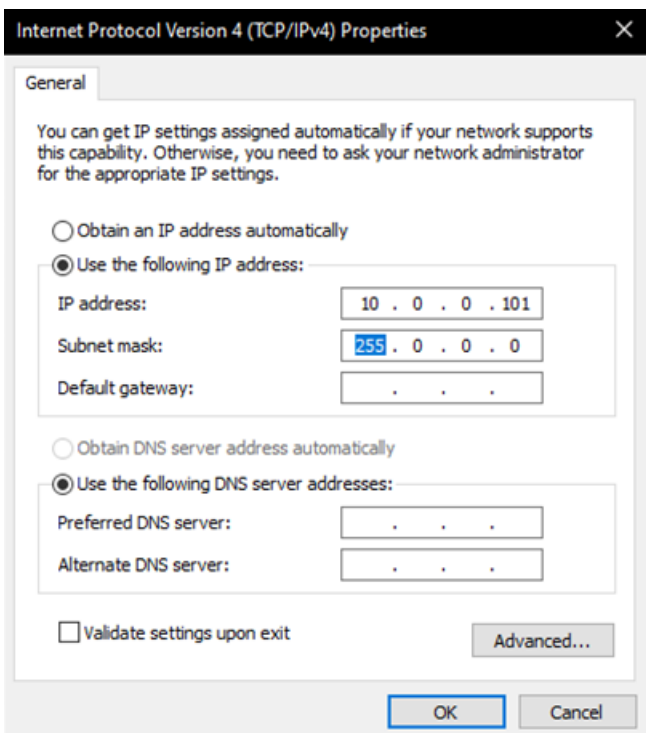 Internet Protocol Version 4 (TCP/IPv4) Properties
General
You can get IP settings assigned automatically if your network supports
this capability. Otherwise, you need to ask your network administrator
for the appropriate IP settings.
Obtain an IP address automatically
Use the following IP address:
IP address: 10 . 0 . 0 . 101
Subnet mask: 255 . 0 . 0 . 0
Default gateway: . . .
Obtain DNS server address automatically
Use the following DNS server addresses:
Preferred DNS server: . . .
Alternate DNS server: . . .
Validate settings upon exit
Advanced...
OK Cancel